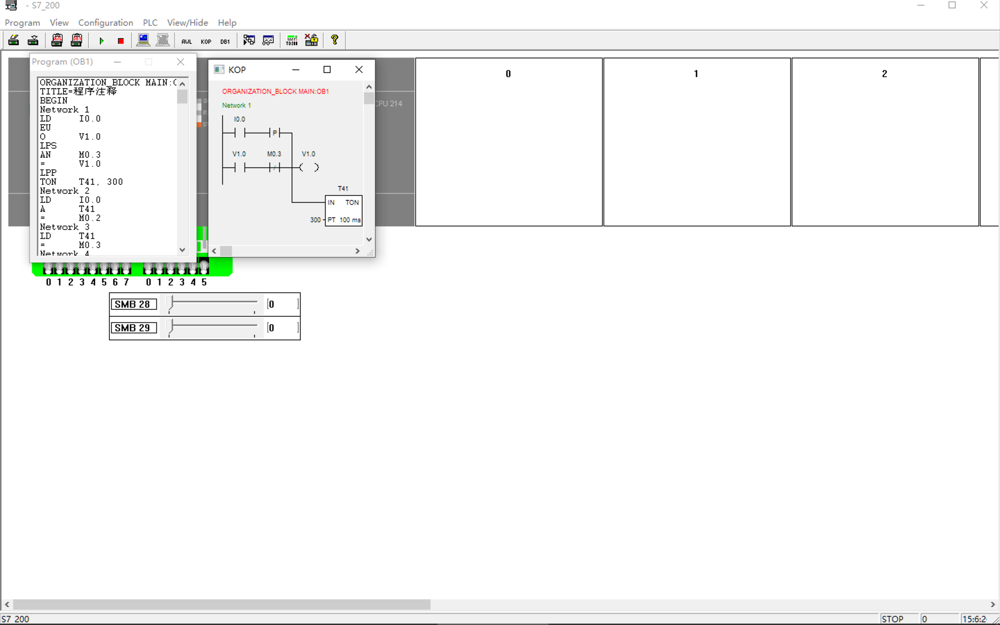 - S7_200
Program View Configuration PLC View/Hide Help
AWL DB1 AWL KOP DB1 TD200 ?
Program (OB1)
ORGANIZATION_BLOCK MAIN:O
TITLE=程序注释
BEGIN
Network 1
LD I0.0
EU
O V1.0
LPS
AN M0.3
= V1.0
LPP
TON T41, 300
Network 2
LD I0.0
A T41
= M0.2
Network 3
LD T41
= M0.3
Network 4
KOP
ORGANIZATION_BLOCK MAIN:OB1
Network 1
I0.0
P
V1.0 M0.3 V1.0
/
T41
IN TON
300 PT 100 ms
CPU 214
0
1
2
0 1 2 3 4 5 6 7 0 1 2 3 4 5
SMB 28 [0 ]
SMB 29 [0 ]
S7_200 STOP 0 15:6:2